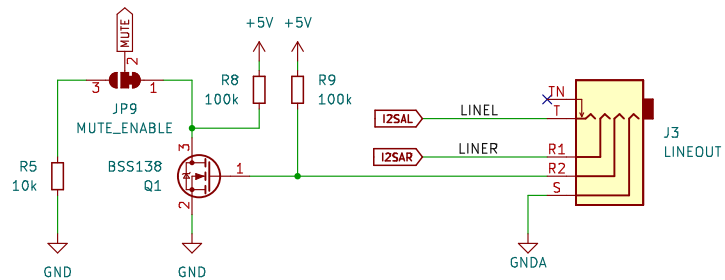 MUTE
+5V
+5V
2
3
1
JP9
MUTE_ENABLE
R8
100k
R9
100k
TN
I2SAL
LINEL
T
J3
LINEOUT
I2SAR
LINER
R1
R2
S
R5
10k
BSS138
Q1
3
1
2
GND
GND
GNDA